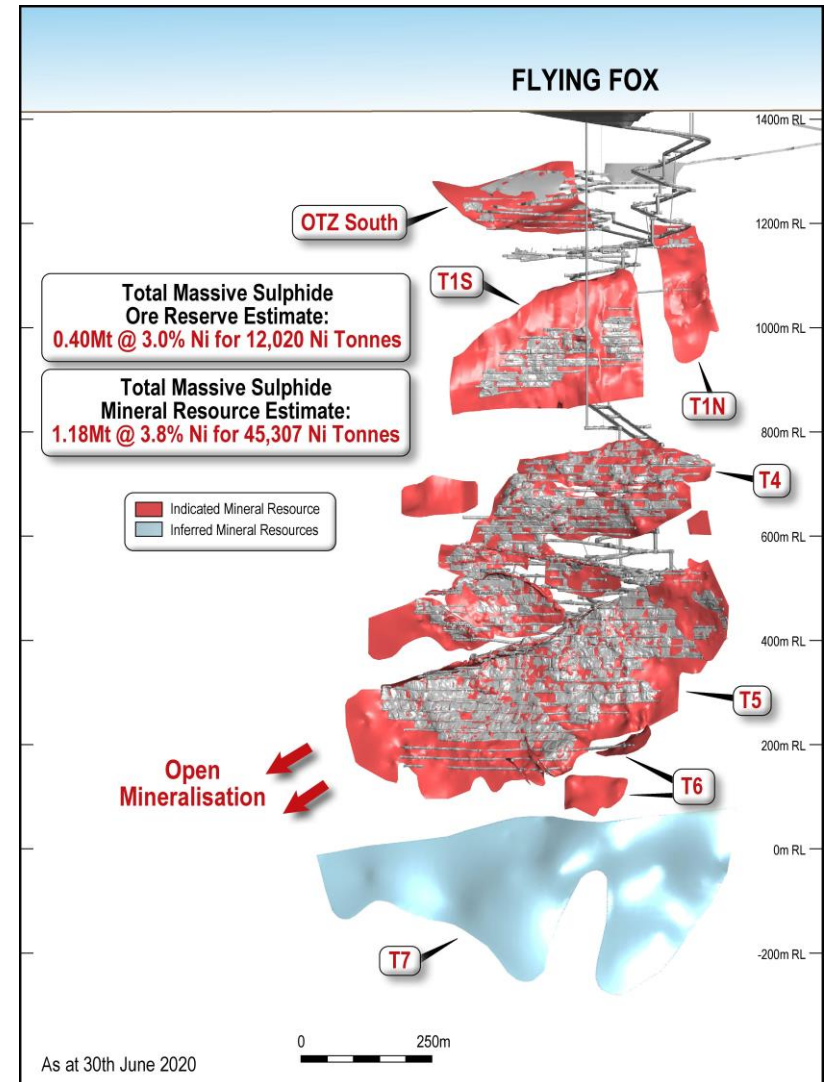 FLYING FOX
1400m RL
OTZ South
1200m RL
T1S
Total Massive Sulphide
Ore Reserve Estimate:
0.40Mt @ 3.0% Ni for 12,020 Ni Tonnes
1000m RL
Total Massive Sulphide
Mineral Resource Estimate:
1.18Mt @ 3.8% Ni for 45,307 Ni Tonnes
T1N
800m RL
T4
Indicated Mineral Resource
Inferred Mineral Resources
600m RL
400m RL
T5
200m RL
Open
Mineralisation
T6
0m RL
T7
-200m RL
0
250m
As at 30th June 2020